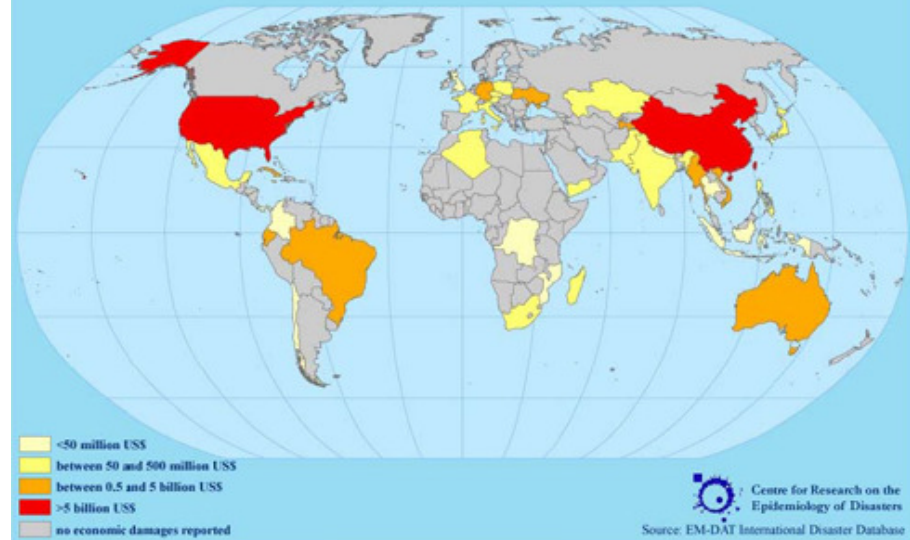 <50 million US$
between 50 and 500 million US$
between 0.5 and 5 billion US$
>5 billion US$
no economic damages reported
Centre for Research on the
Epidemiology of Disasters
Source: EM-DAT International Disaster Database